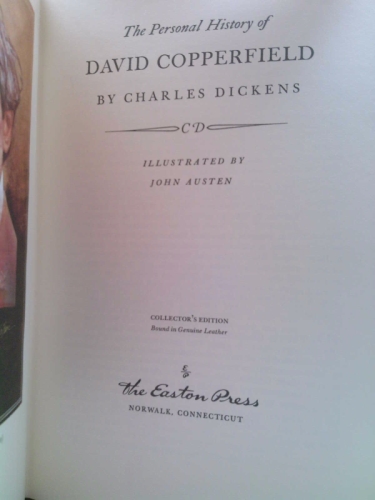 The Personal History of
DAVID COPPERFIELD
BY CHARLES DICKENS
CD
ILLUSTRATED BY
JOHN AUSTEN
COLLECTOR'S EDITION
Bound in Genuine Leather
the Easton Press
NORWALK, CONNECTICUT